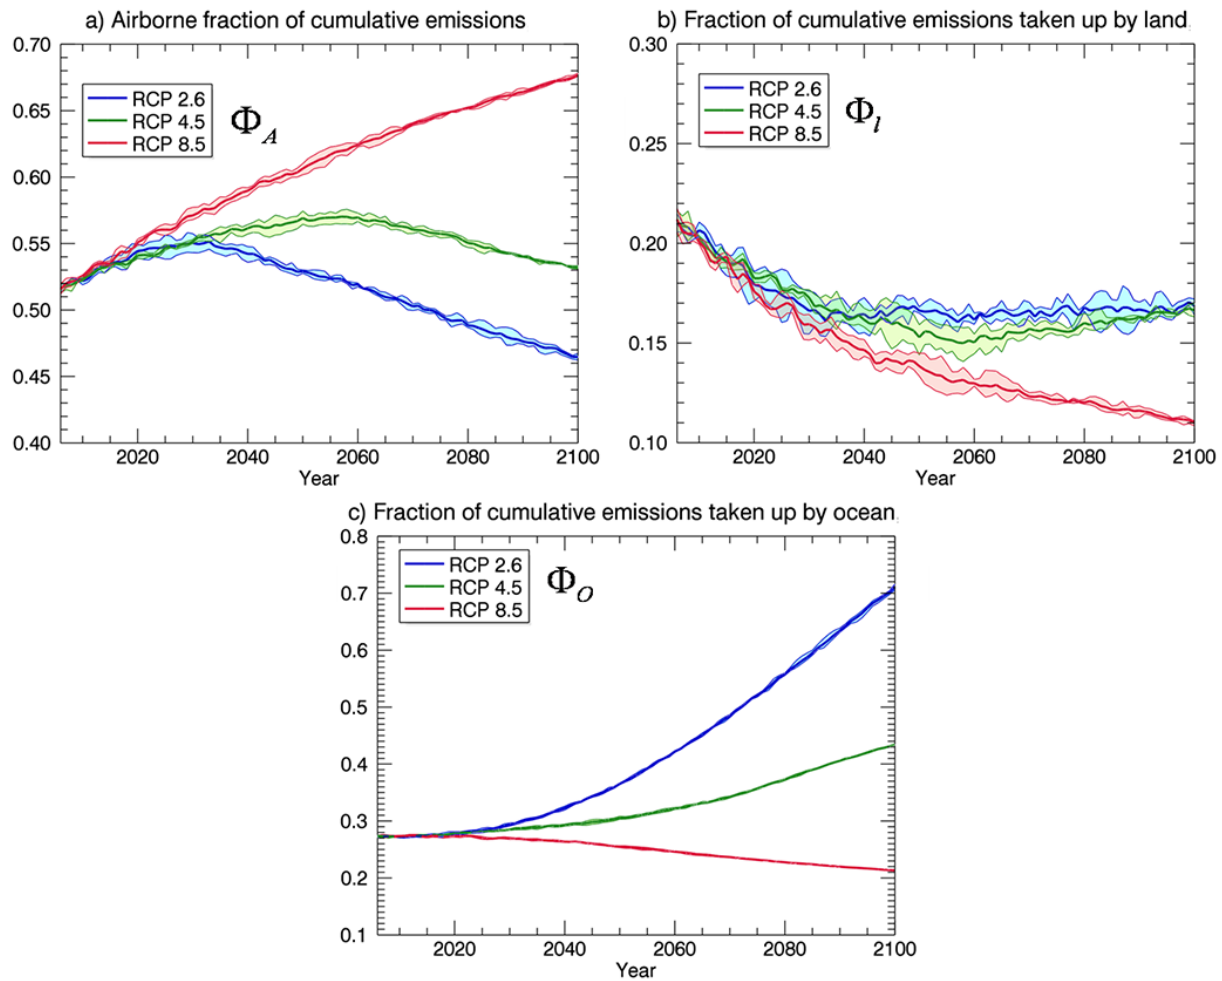 a) Airborne fraction of cumulative emissions
0.70
0.65
0.60
0.55
0.50
0.45
0.40
RCP 2.6
RCP 4.5
RCP 8.5
Φ_A
2020 2040 2060 2080 2100
Year
b) Fraction of cumulative emissions taken up by land
0.30
0.25
0.20
0.15
0.10
RCP 2.6
RCP 4.5
RCP 8.5
Φ_l
2020 2040 2060 2080 2100
Year
c) Fraction of cumulative emissions taken up by ocean
0.8
0.7
0.6
0.5
0.4
0.3
0.2
0.1
RCP 2.6
RCP 4.5
RCP 8.5
Φ_O
2020 2040 2060 2080 2100
Year